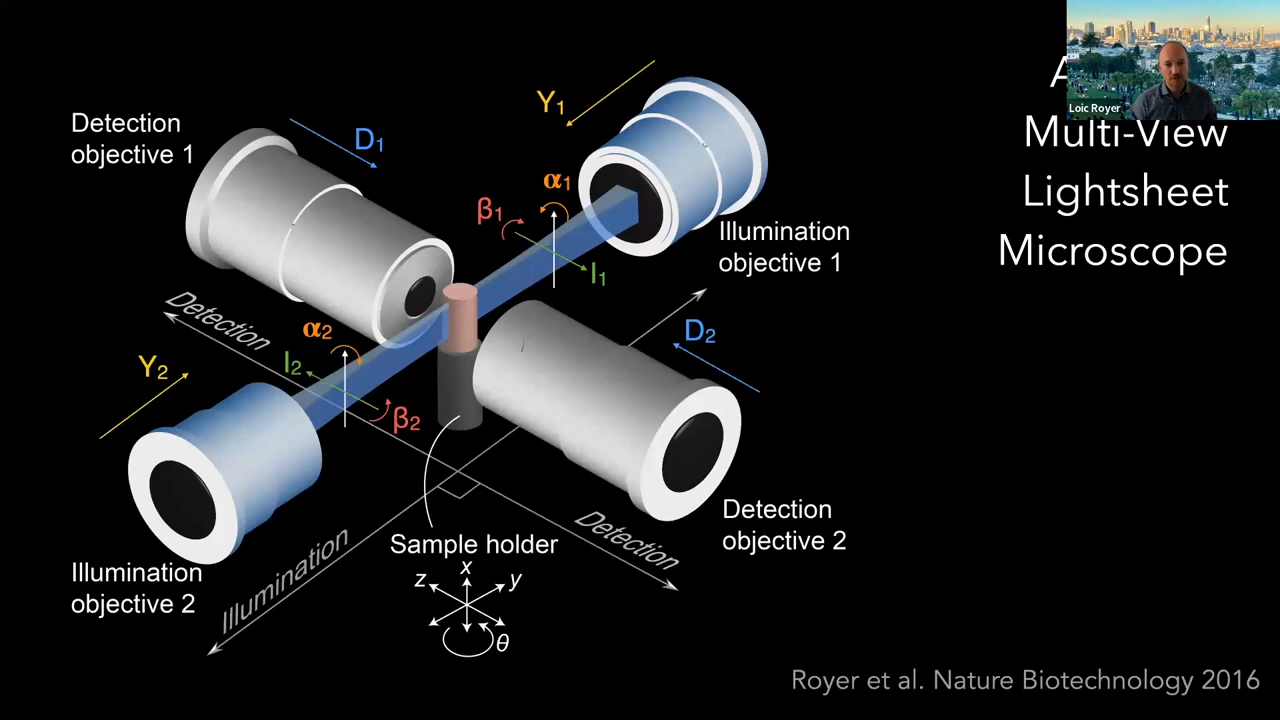 Loic Royer
Multi-View
Lightsheet
Microscope
Detection
objective 1
D₁
Y₁
α₁
β₁
I₁
Illumination
objective 1
Detection
α₂
I₂
Y₂
β₂
D₂
Illumination
objective 2
Illumination
Sample holder
z
x
y
θ
Detection
Detection
objective 2
Royer et al. Nature Biotechnology 2016